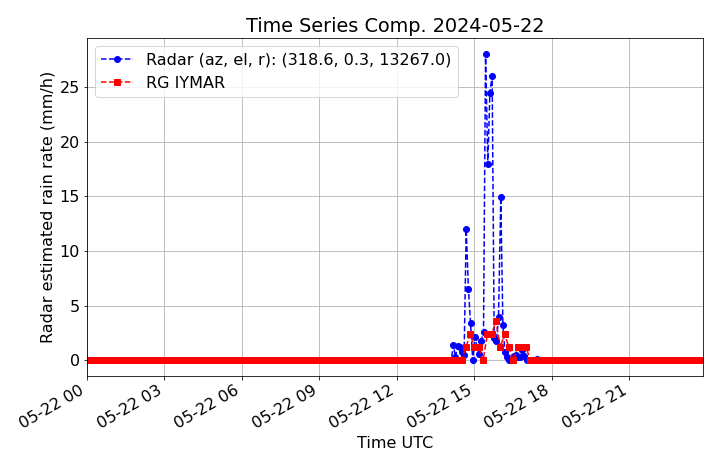 Time Series Comp. 2024-05-22
Radar (az, el, r): (318.6, 0.3, 13267.0)
RG IYMAR
Radar estimated rain rate (mm/h)
25
20
15
10
5
0
05-22 00
05-22 03
05-22 06
05-22 09
05-22 12
05-22 15
05-22 18
05-22 21
Time UTC